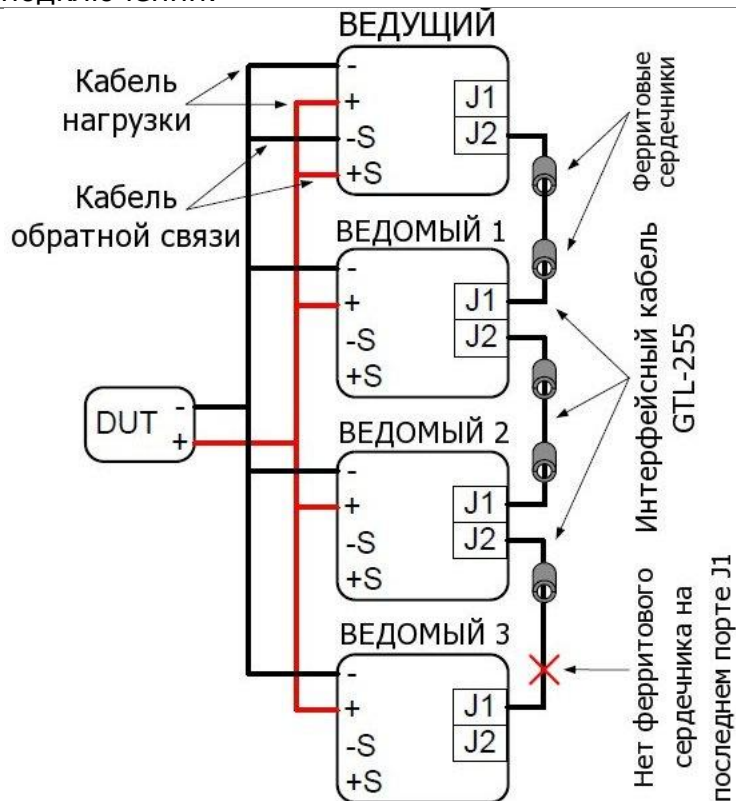 подключении.
ВЕДУЩИЙ
Кабель
нагрузки
-
+
-S
+S
J1
J2
Кабель
обратной связи
Ферритовые
сердечники
ВЕДОМЫЙ 1
-
+
-S
+S
J1
J2
Интерфейсный кабель
GTL-255
DUT
-
+
ВЕДОМЫЙ 2
-
+
-S
+S
J1
J2
ВЕДОМЫЙ 3
-
+
-S
+S
J1
J2
Нет ферритового
сердечника на
последнем порте J1